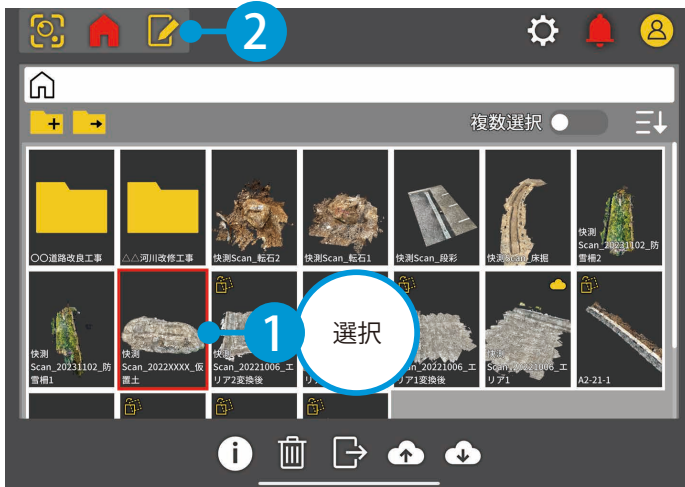 2
複数選択
〇〇道路改良工事
△△河川改修工事
快測Scan_転石2
快測Scan_転石1
快測Scan_段彩
快測Scan_床掘
快測
Scan_20231102_防
雪柵2
快測
Scan_20231102_防
雪柵1
快測
Scan_2022XXXX_仮
置土
1
選択
快測
Scan_20221006_エ
リア2変換後
Scan_20221006_エ
リア1変換後
快測
Scan_20221006_エ
リア1
A2-21-1